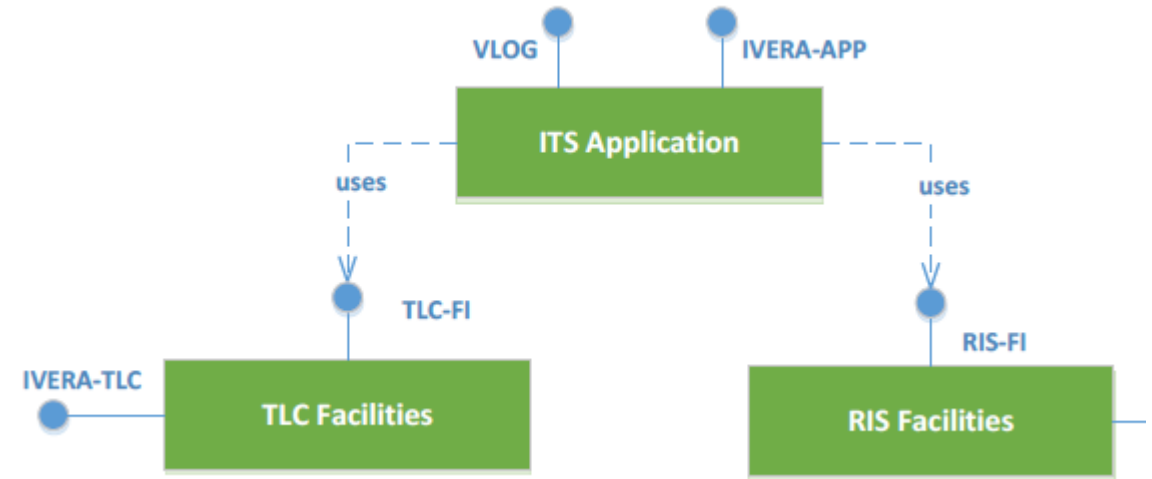 VLOG
IVERA-APP
ITS Application
uses
uses
TLC-FI
RIS-FI
IVERA-TLC
TLC Facilities
RIS Facilities